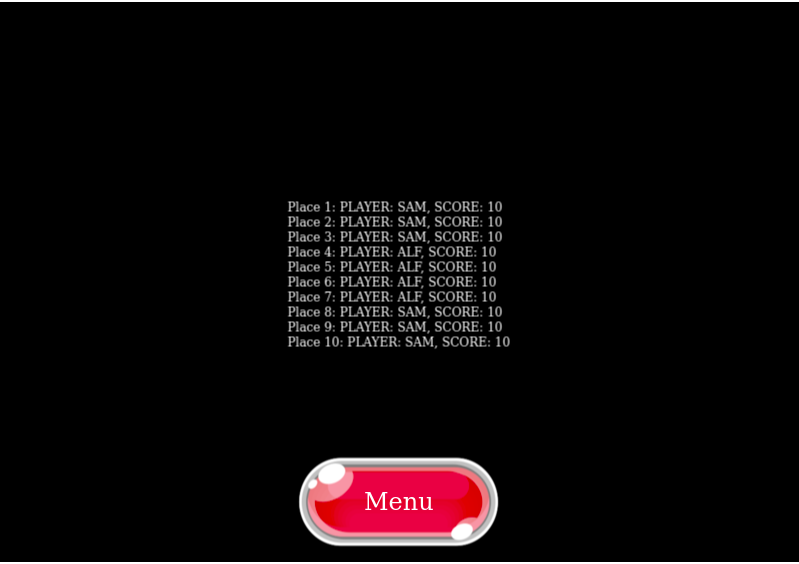 Place 1: PLAYER: SAM, SCORE: 10
Place 2: PLAYER: SAM, SCORE: 10
Place 3: PLAYER: SAM, SCORE: 10
Place 4: PLAYER: ALF, SCORE: 10
Place 5: PLAYER: ALF, SCORE: 10
Place 6: PLAYER: ALF, SCORE: 10
Place 7: PLAYER: ALF, SCORE: 10
Place 8: PLAYER: SAM, SCORE: 10
Place 9: PLAYER: SAM, SCORE: 10
Place 10: PLAYER: SAM, SCORE: 10
Menu